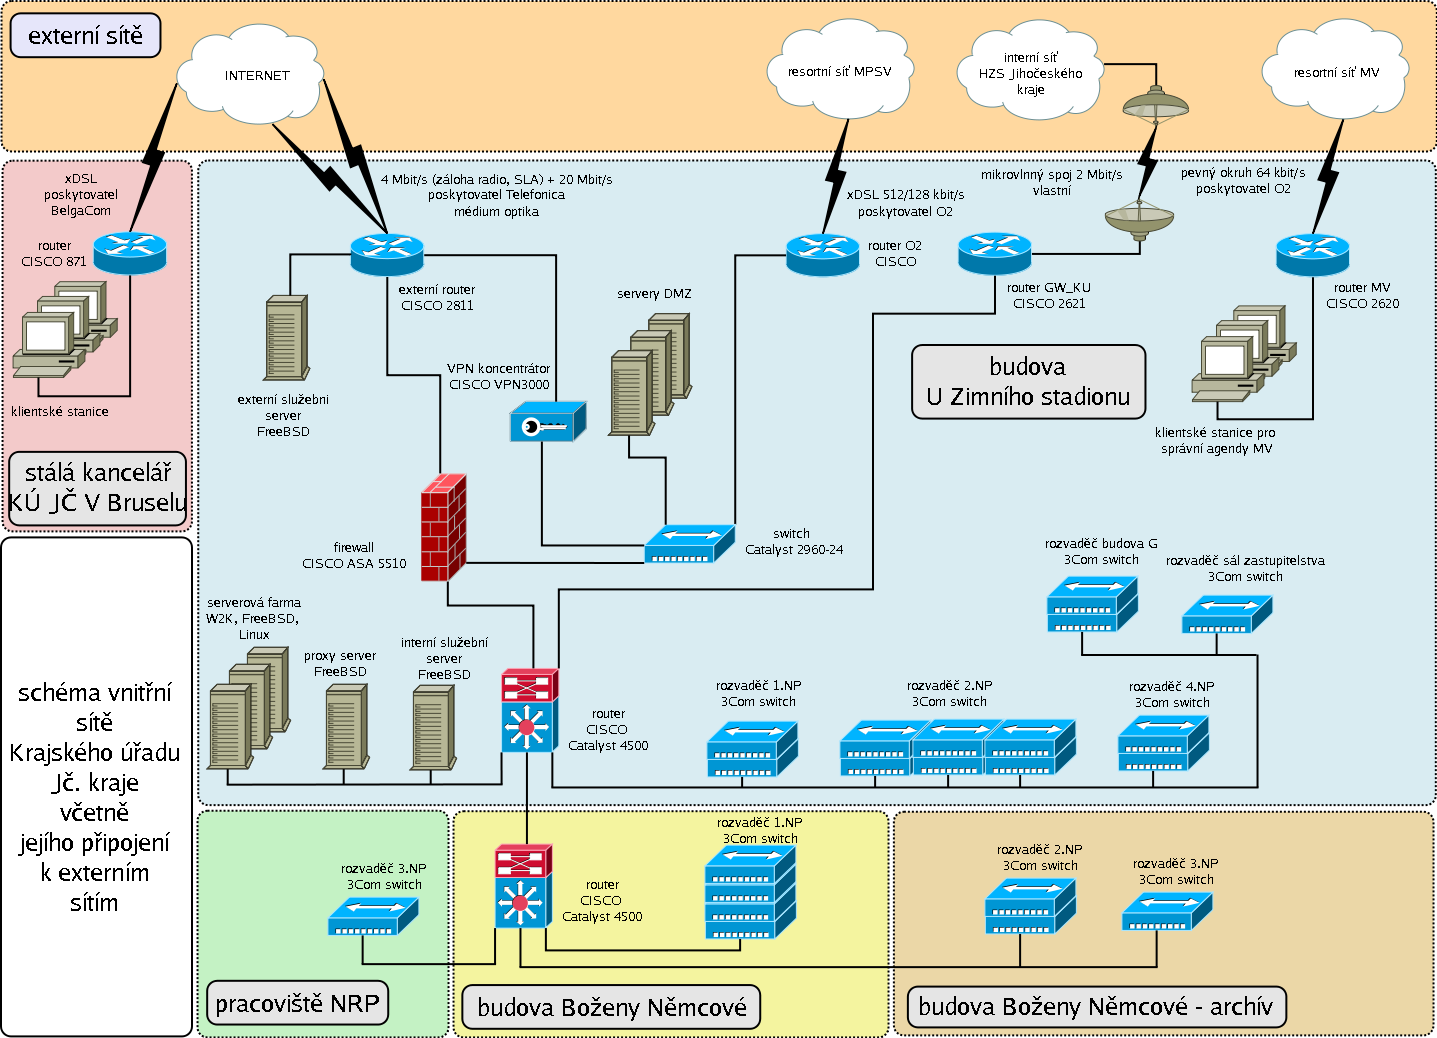 externí sítě
INTERNET
resortní síť MPSV
interní síť
HZS Jihočeského
kraje
resortní síť MV
xDSL
poskytovatel
BelgaCom
4 Mbit/s (záloha radio, SLA) + 20 Mbit/s
poskytovatel Telefonica
médium optika
xDSL 512/128 kbit/s
poskytovatel O2
mikrovlnný spoj 2 Mbit/s
vlastní
pevný okruh 64 kbit/s
poskytovatel O2
router
CISCO 871
externí router
CISCO 2811
router O2
CISCO
router GW_KU
CISCO 2621
router MV
CISCO 2620
servery DMZ
klientské stanice
externí služebni
server
FreeBSD
VPN koncentrátor
CISCO VPN3000
budova
U Zimního stadionu
klientské stanice pro
správní agendy MV
stálá kancelář
KÚ JČ V Bruselu
firewall
CISCO ASA 5510
switch
Catalyst 2960-24
rozvaděč budova G
3Com switch
rozvaděč sál zastupitelstva
3Com switch
serverová farma
W2K, FreeBSD,
Linux
proxy server
FreeBSD
interní služební
server
FreeBSD
router
CISCO
Catalyst 4500
rozvaděč 1.NP
3Com switch
rozvaděč 2.NP
3Com switch
rozvaděč 4.NP
3Com switch
schéma vnitřní
sítě
Krajského úřadu
Jč. kraje
včetně
jejího připojení
k externím
sítím
rozvaděč 3.NP
3Com switch
pracoviště NRP
router
CISCO
Catalyst 4500
rozvaděč 1.NP
3Com switch
budova Boženy Němcové
rozvaděč 2.NP
3Com switch
rozvaděč 3.NP
3Com switch
budova Boženy Němcové - archív